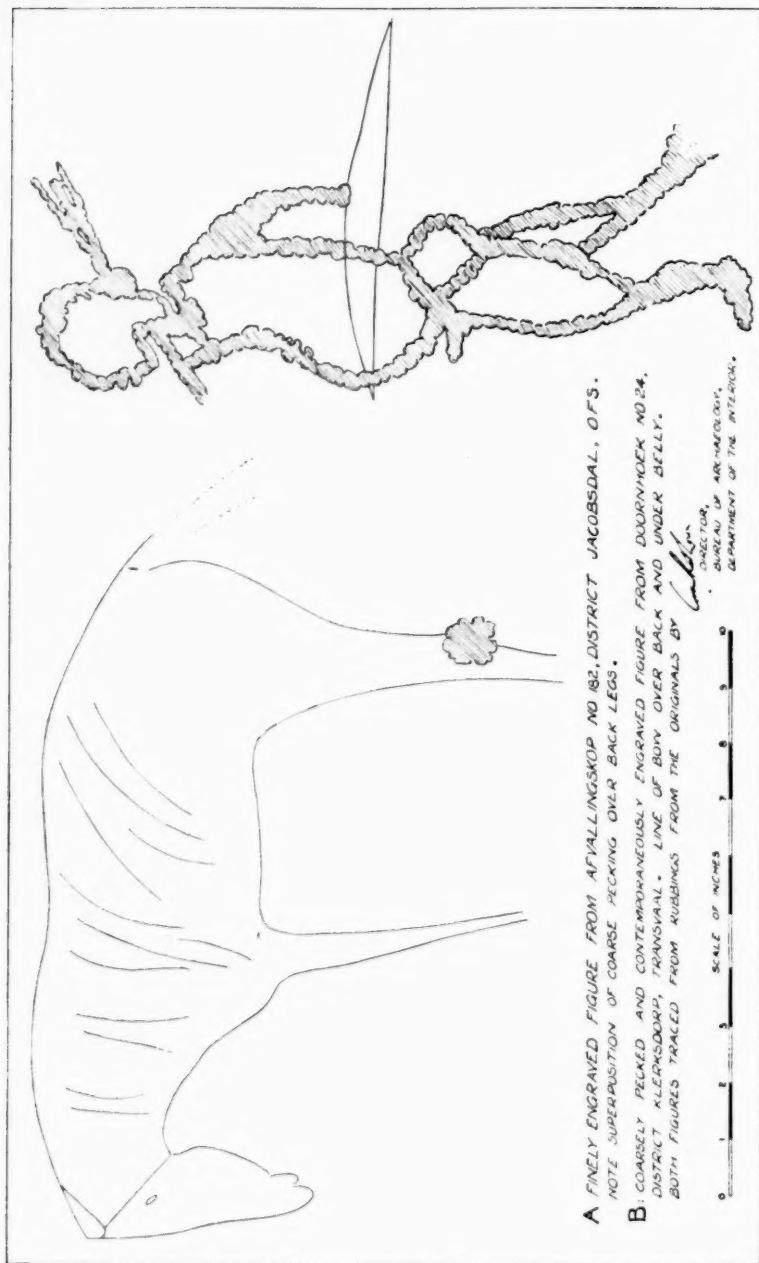 A FINELY ENGRAVED FIGURE FROM AFVALLINGSKOP NO 182, DISTRICT JACOBSDAL, OFS.
NOTE SUPERPOSITION OF COARSE PECKING OVER BACK LEGS.
B: COARSELY PECKED AND CONTEMPORANEOUSLY ENGRAVED FIGURE FROM DOORNHOEK NO 24,
DISTRICT KLERKSDORP, TRANSVAAL. LINE OF BOW OVER BACK AND UNDER BELLY.
BOTH FIGURES TRACED FROM RUBBINGS FROM THE ORIGINALS BY
DIRECTOR,
BUREAU OF ARCHAEOLOGY,
DEPARTMENT OF THE INTERIOR.
SCALE OF INCHES
0 1 2 3 4 5 7 8 9 10